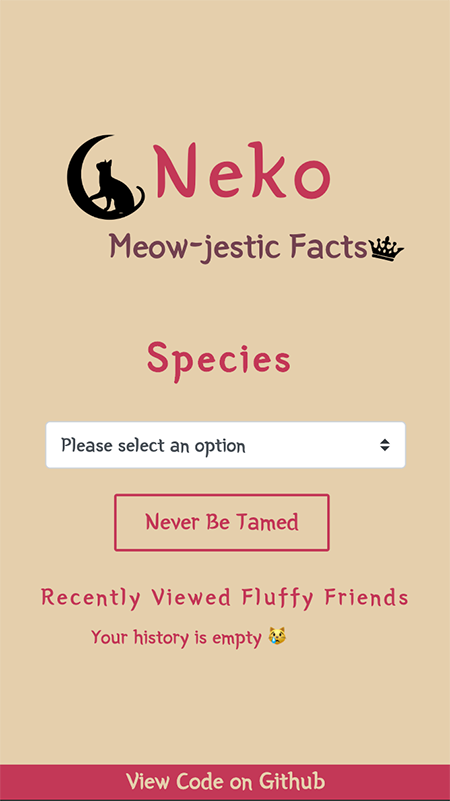 Neko
Meow-jestic Facts
Species
Please select an option
Never Be Tamed
Recently Viewed Fluffy Friends
Your history is empty 😿
View Code on Github